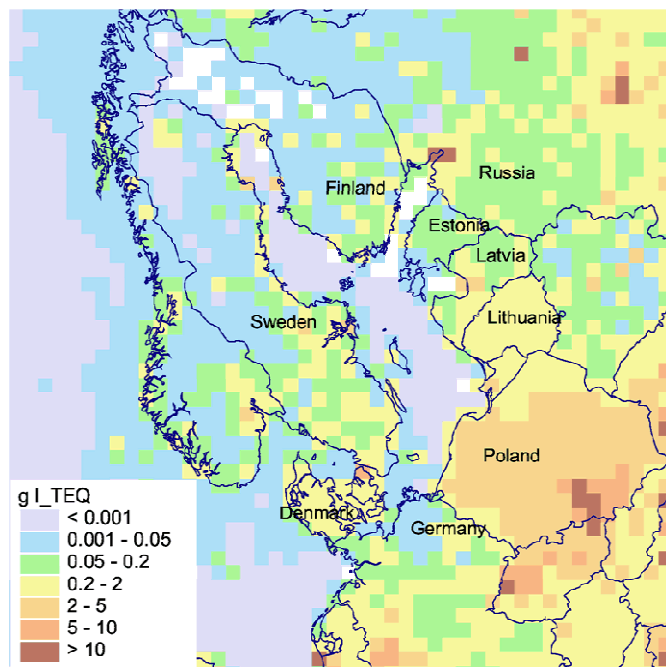 Finland
Russia
Estonia
Latvia
Lithuania
Sweden
Poland
Denmark
Germany
g I_TEQ
< 0.001
0.001 - 0.05
0.05 - 0.2
0.2 - 2
2 - 5
5 - 10
> 10